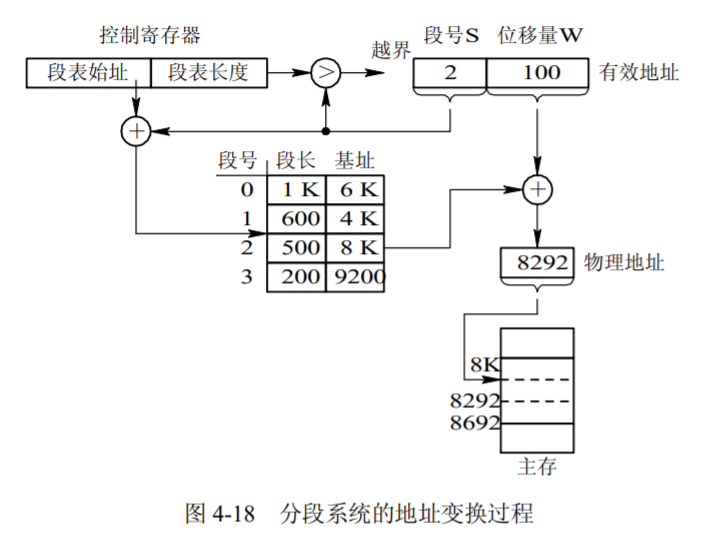 控制寄存器
段表始址 段表长度
>
越界
段号S 位移量W
2 100
有效地址
+
段号 段长 基址
0 1 K 6 K
1 600 4 K
2 500 8 K
3 200 9200
+
8292 物理地址
8K
8292
8692
主存
图 4-18 分段系统的地址变换过程